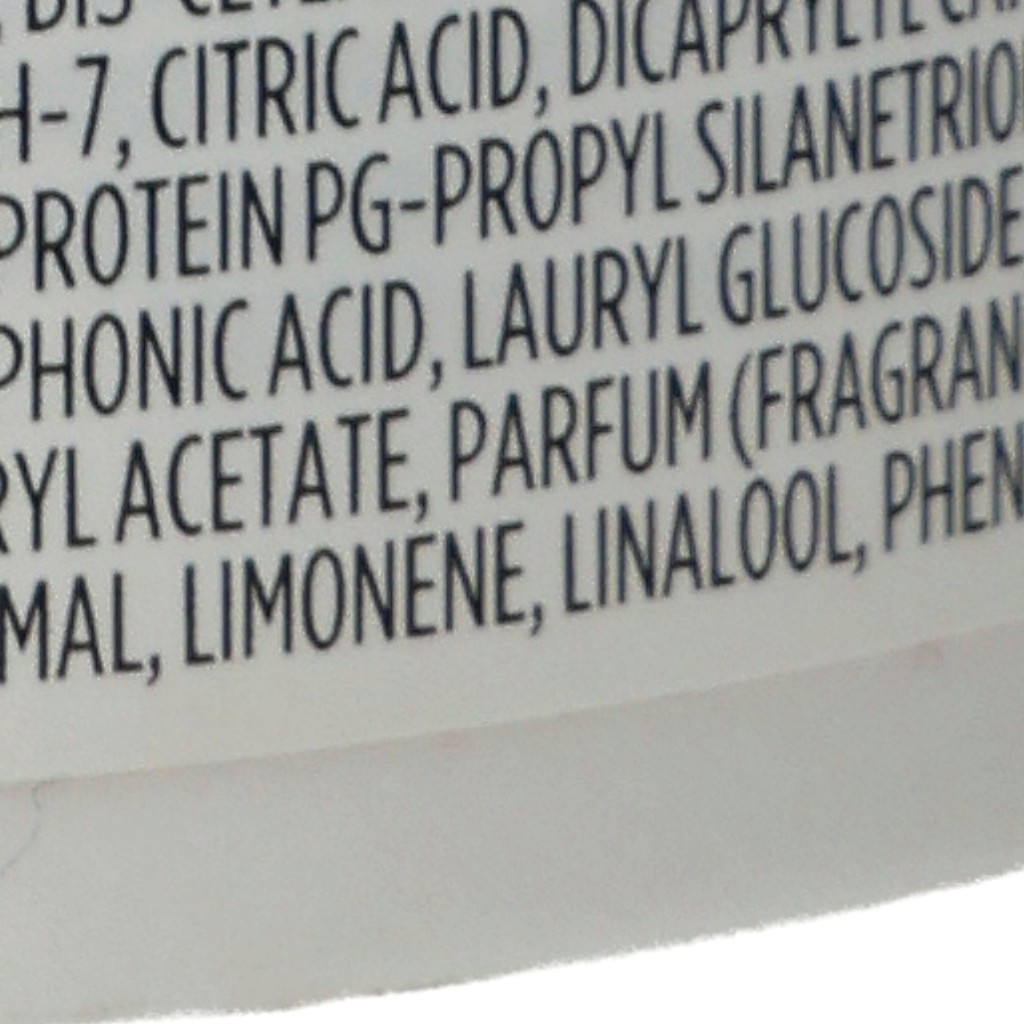 H-7, CITRIC ACID, DICAPRYLYL
PROTEIN PG-PROPYL SILANETRIO
PHONIC ACID, LAURYL GLUCOSIDE
RYL ACETATE, PARFUM (FRAGRAN
MAL, LIMONENE, LINALOOL, PHEN